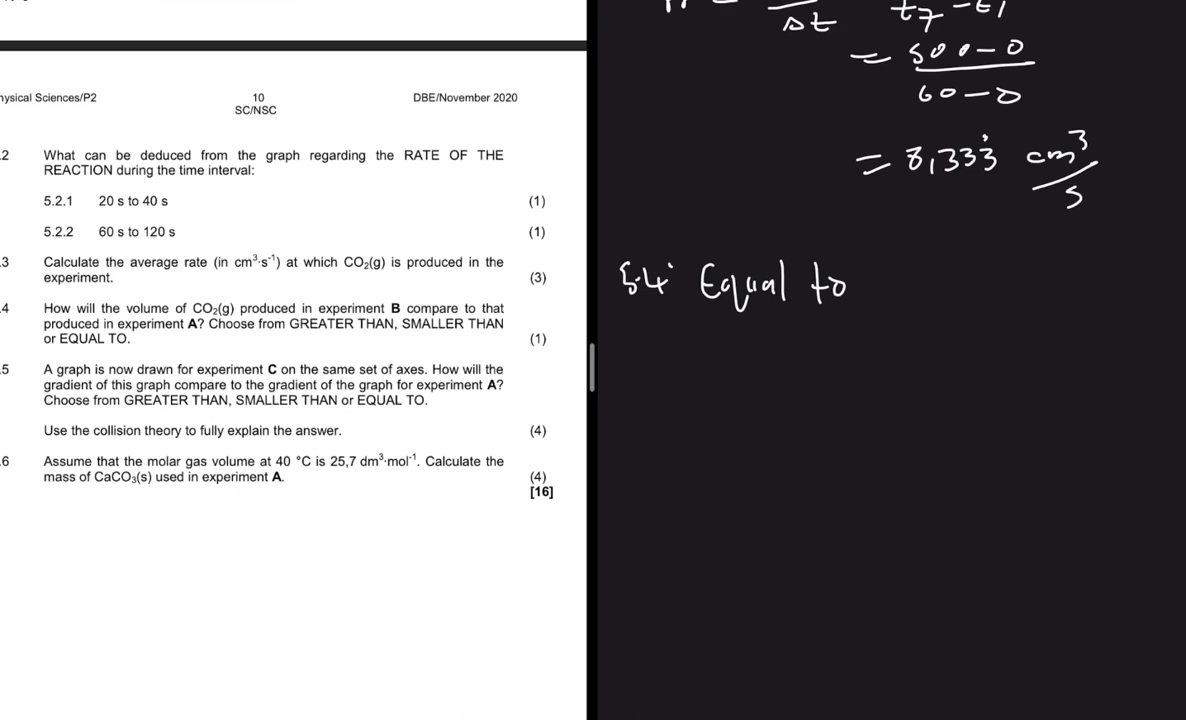 hysical Sciences/P2 10 DBE/November 2020
SC/NSC
.2 What can be deduced from the graph regarding the RATE OF THE
REACTION during the time interval:
5.2.1 20 s to 40 s (1)
5.2.2 60 s to 120 s (1)
.3 Calculate the average rate (in cm³·s⁻¹) at which CO₂(g) is produced in the
experiment. (3)
.4 How will the volume of CO₂(g) produced in experiment B compare to that
produced in experiment A? Choose from GREATER THAN, SMALLER THAN
or EQUAL TO. (1)
.5 A graph is now drawn for experiment C on the same set of axes. How will the
gradient of this graph compare to the gradient of the graph for experiment A?
Choose from GREATER THAN, SMALLER THAN or EQUAL TO.
Use the collision theory to fully explain the answer. (4)
.6 Assume that the molar gas volume at 40 °C is 25,7 dm³·mol⁻¹. Calculate the
mass of CaCO₃(s) used in experiment A. (4)
[16]
Δt t7 - t1
= 500 - 0
60 - 0
= 8,333̇ cm³/s
5.4 Equal to